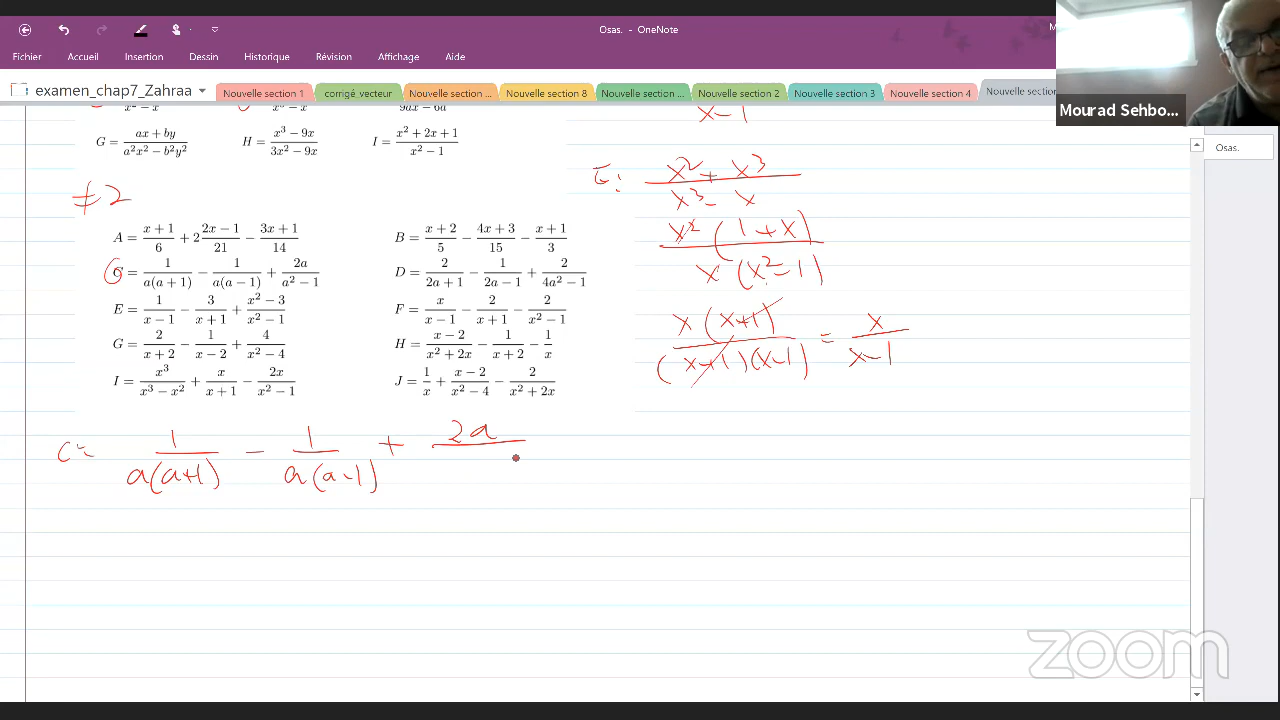 Osas. - OneNote
Fichier Accueil Insertion Dessin Historique Révision Affichage Aide
examen_chap7_Zahraa
Nouvelle section 1 corrigé_vecteur Nouvelle section ... Nouvelle section 8 Nouvelle section ... Nouvelle section 2 Nouvelle section 3 Nouvelle section 4 Nouvelle section
Mourad Sehbo...
Osas.
x² − x 9ax − 6a
G = (ax + by)/(a²x² − b²y²) H = (x³ − 9x)/(3x² − 9x) I = (x² + 2x + 1)/(x² − 1)
≠ 2
A = (x + 1)/6 + 2 (2x − 1)/21 − (3x + 1)/14 B = (x + 2)/5 − (4x + 3)/15 − (x + 1)/3
C = 1/(a(a + 1)) − 1/(a(a − 1)) + 2a/(a² − 1) D = 2/(2a + 1) − 1/(2a − 1) + 2/(4a² − 1)
E = 1/(x − 1) − 3/(x + 1) + (x² − 3)/(x² − 1) F = x/(x − 1) − 2/(x + 1) − 2/(x² − 1)
G = 2/(x + 2) − 1/(x − 2) + 4/(x² − 4) H = (x − 2)/(x² + 2x) − 1/(x + 2) − 1/x
I = x³/(x³ − x²) + x/(x + 1) − 2x/(x² − 1) J = 1/x + (x − 2)/(x² − 4) − 2/(x² + 2x)
C = 1/(a(a+1)) − 1/(a(a−1)) + 2a
x − 1
E: (x² + x³)/(x³ − x)
x² (1 + x)/(x (x² − 1))
x (x+1)/((x+1)(x−1)) = x/(x−1)
zoom